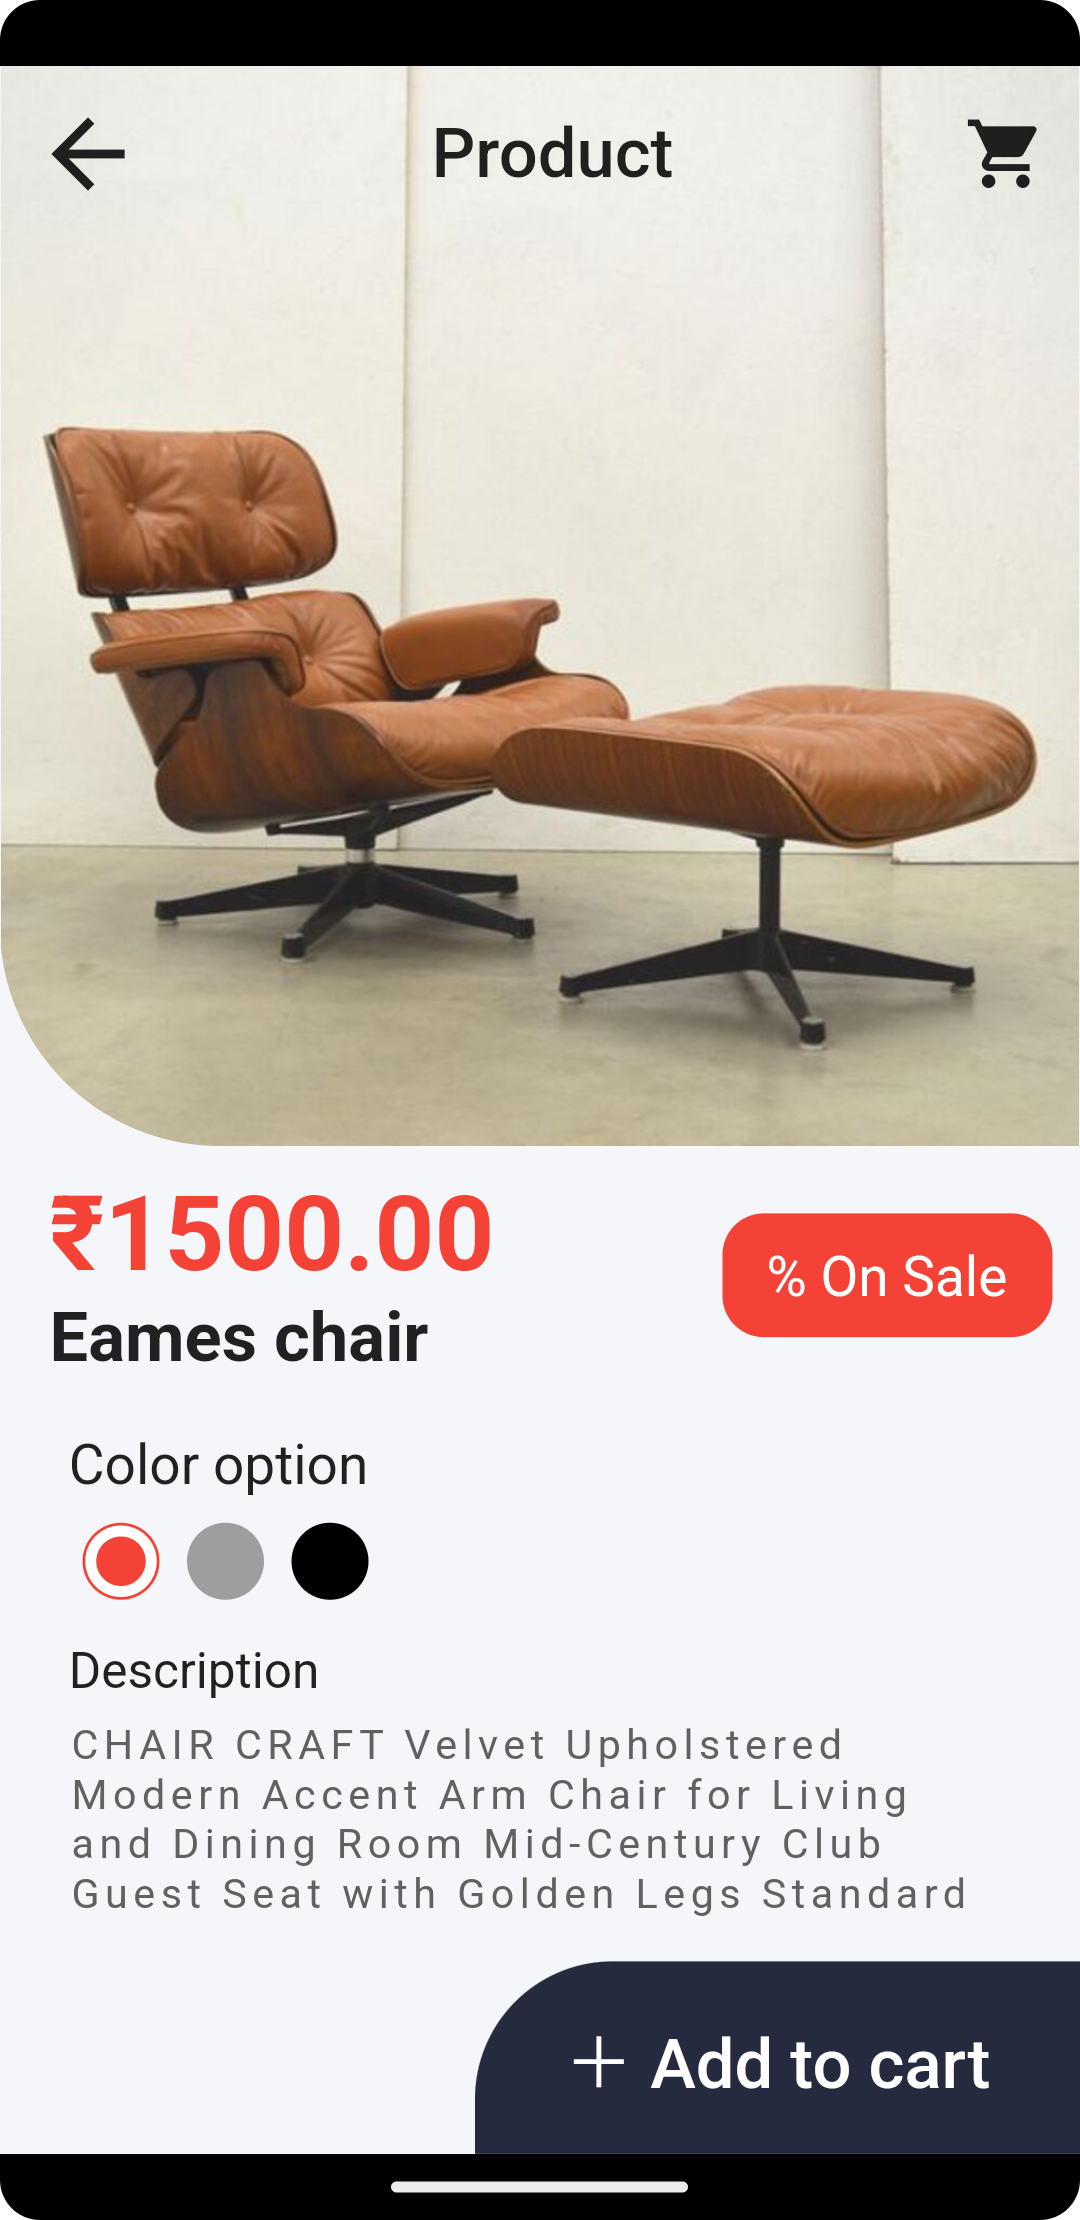 Product
₹1500.00
% On Sale
Eames chair
Color option
Description
CHAIR CRAFT Velvet Upholstered
Modern Accent Arm Chair for Living
and Dining Room Mid-Century Club
Guest Seat with Golden Legs Standard
+ Add to cart